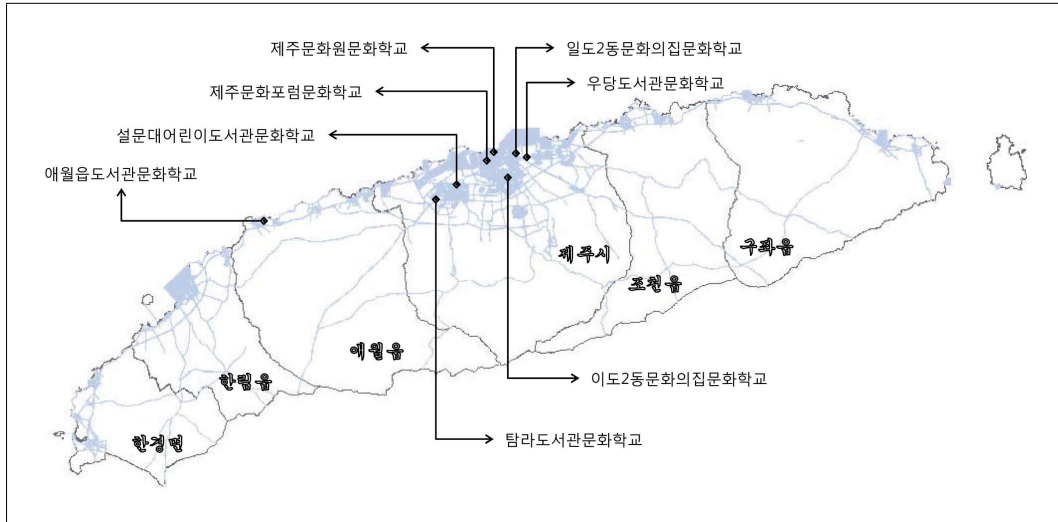 제주문화원문화학교
일도2동문화의집문화학교
제주문화포럼문화학교
우당도서관문화학교
설문대어린이도서관문화학교
애월읍도서관문화학교
제주시
구좌읍
조천읍
애월읍
한림읍
이도2동문화의집문화학교
한경면
탐라도서관문화학교